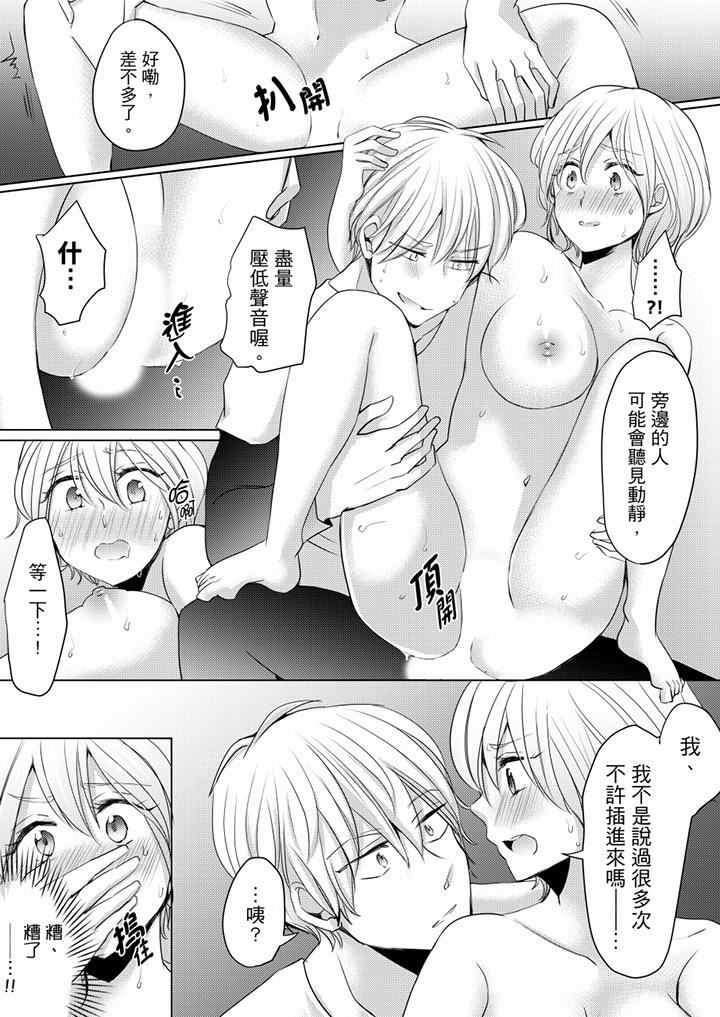 好嘞，
差不多了。
扒開
……?!
盡量
壓低聲音喔。
什…
進入…
旁邊的人
可能會聽見動靜，
哈啊
頂開
等一下…！
我、
我不是說過很多次
不許插進來嗎——…
…咦？
摀住
糟、
糟了
——…!!